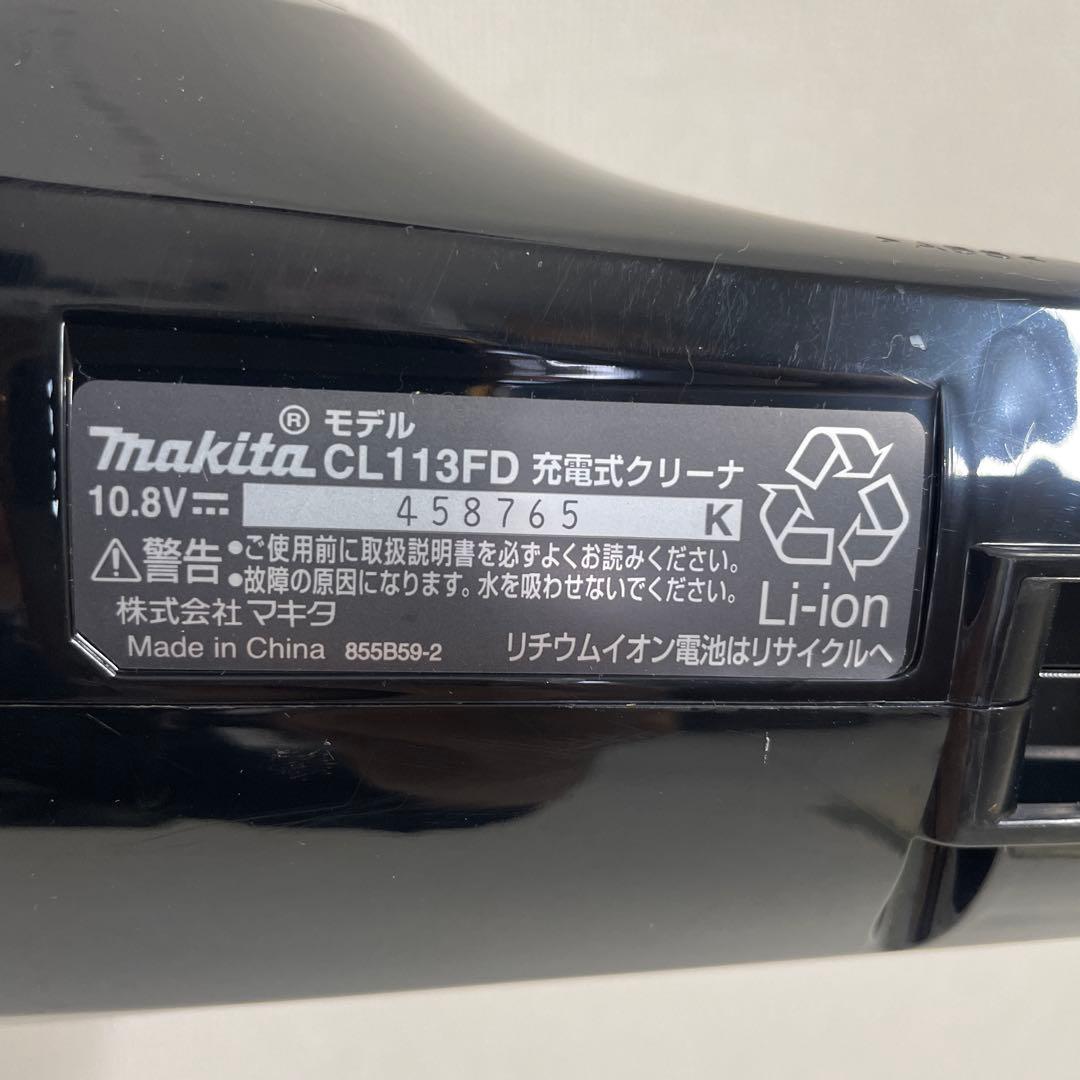 makita® モデル CL113FD 充電式クリーナ
10.8V⎓ 458765 K
⚠警告 •ご使用前に取扱説明書を必ずよくお読みください。
•故障の原因になります。水を吸わせないでください。
Li-ion
株式会社 マキタ
Made in China 855B59-2 リチウムイオン電池はリサイクルへ